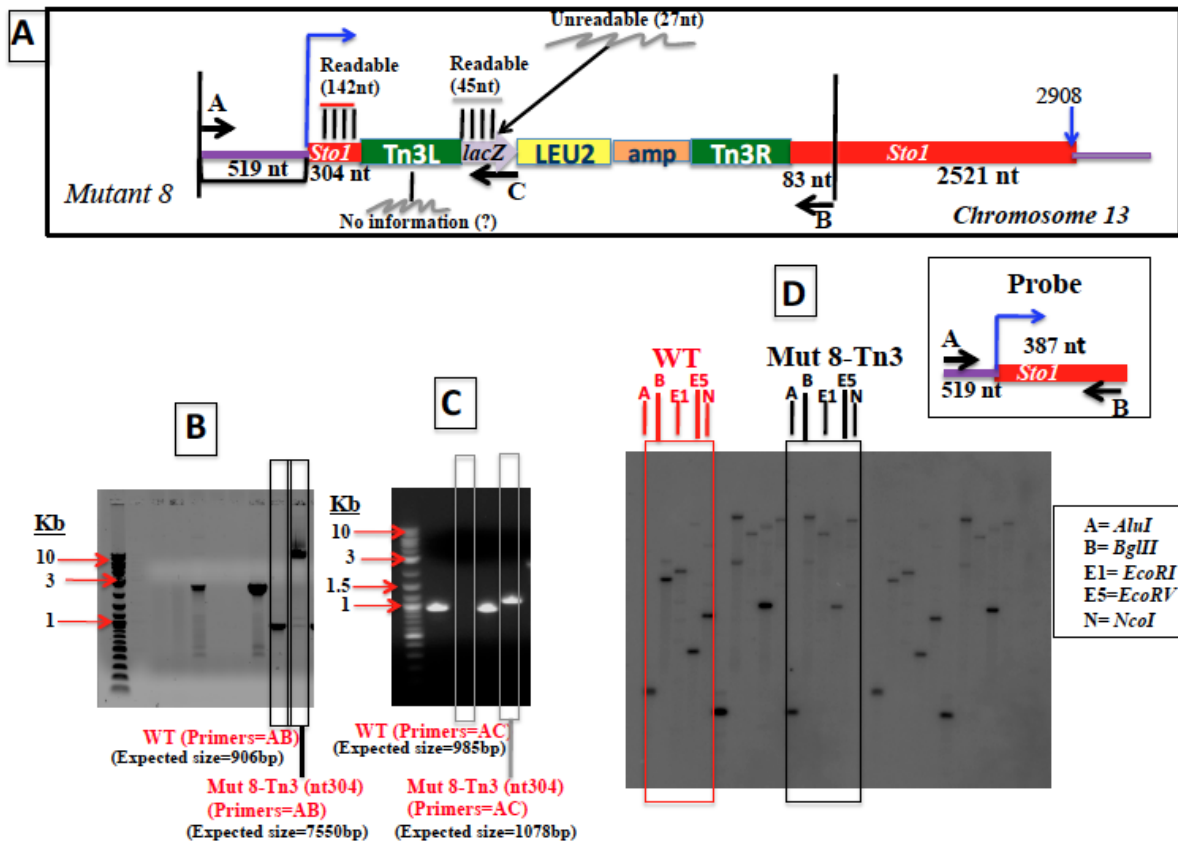 A
Unreadable (27nt)
Readable
(142nt)
Readable
(45nt)
A
2908
Sto1
Tn3L
lacZ
LEU2
amp
Tn3R
Sto1
519 nt
304 nt
C
83 nt
2521 nt
Mutant 8
No information (?)
B
Chromosome 13
D
Probe
A
387 nt
Sto1
519 nt
B
WT
Mut 8-Tn3
A
B
E1
E5
N
A
B
E1
E5
N
B
C
Kb
10
3
1
Kb
10
3
1.5
1
A= AluI
B= BglII
E1= EcoRI
E5=EcoRV
N= NcoI
WT (Primers=AB)
(Expected size=906bp)
Mut 8-Tn3 (nt304)
(Primers=AB)
(Expected size=7550bp)
WT (Primers=AC)
(Expected size=985bp)
Mut 8-Tn3 (nt304)
(Primers=AC)
(Expected size=1078bp)